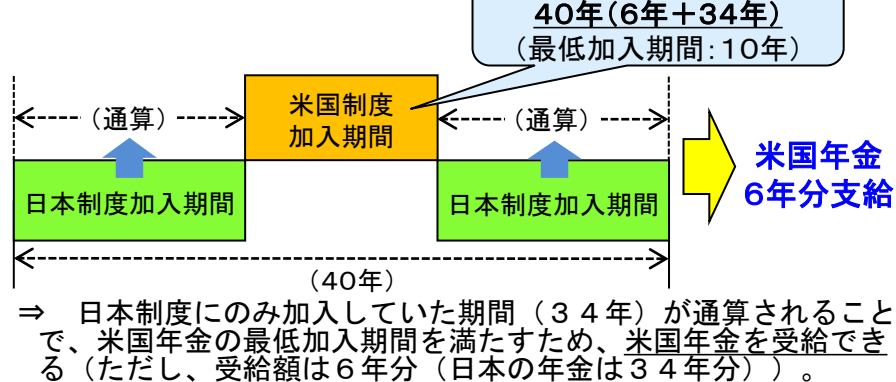 40年(6年＋34年)
(最低加入期間:10年)
米国制度
加入期間
(通算)
(通算)
日本制度加入期間
日本制度加入期間
米国年金
6年分支給
(40年)
⇒　日本制度にのみ加入していた期間（３４年）が通算されること
で、米国年金の最低加入期間を満たすため、米国年金を受給でき
る（ただし、受給額は６年分（日本の年金は３４年分））。